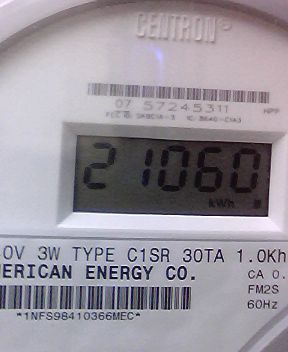 CENTRON®
07 57245311
21060
kWh
0V 3W TYPE C1SR 30TA 1.0Kh
MERICAN ENERGY CO. CA 0.
FM2S
60Hz
*1NFS98410366MEC*